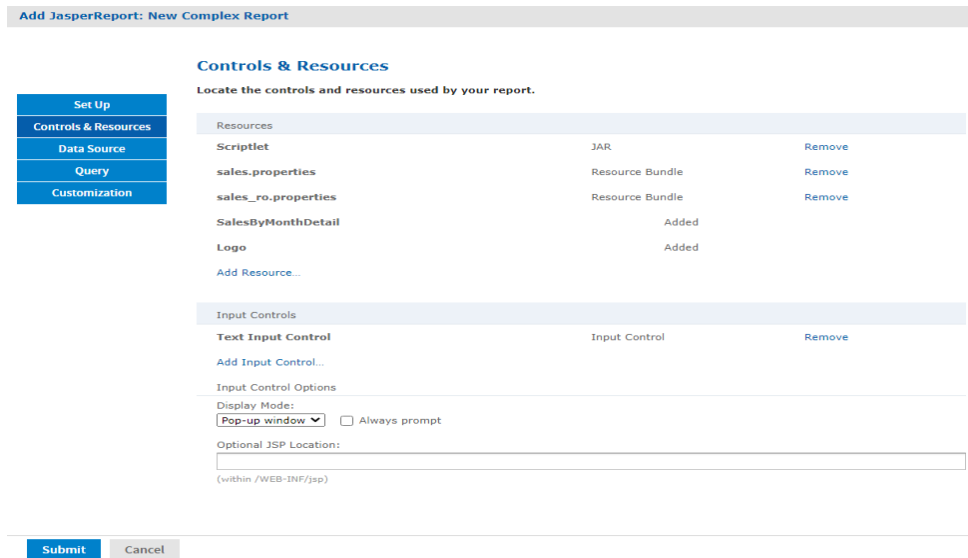 Add JasperReport: New Complex Report
Controls & Resources
Locate the controls and resources used by your report.
Set Up
Controls & Resources
Data Source
Query
Customization
Resources
Scriptlet JAR Remove
sales.properties Resource Bundle Remove
sales_ro.properties Resource Bundle Remove
SalesByMonthDetail Added
Logo Added
Add Resource...
Input Controls
Text Input Control Input Control Remove
Add Input Control...
Input Control Options
Display Mode:
Pop-up window Always prompt
Optional JSP Location:
(within /WEB-INF/jsp)
Submit Cancel